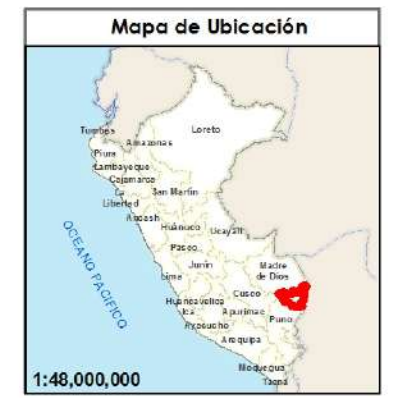 Mapa de Ubicación
Tumbes
Loreto
Amazonas
Piura
Lambayeque
Cajamarca
La
Libertad
San Martín
Ancash
Huánuco
Ucayali
Pasco
OCEANO PACIFICO
Junín
Lima
Madre
de Dios
Huancavelica
Cusco
Ica
Apurimac
Puno
Ayacucho
Arequipa
Moquegua
Tacna
1:48,000,000